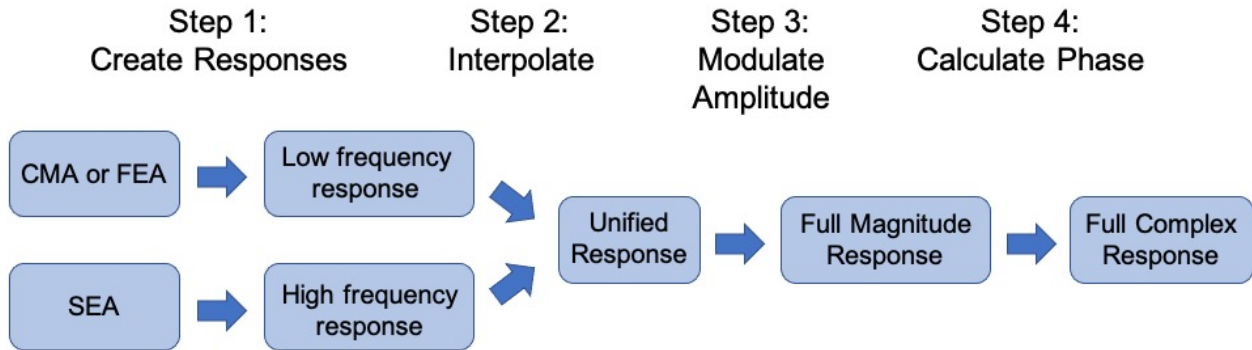 Step 1:
Create Responses
Step 2:
Interpolate
Step 3:
Modulate
Amplitude
Step 4:
Calculate Phase
CMA or FEA
Low frequency
response
SEA
High frequency
response
Unified
Response
Full Magnitude
Response
Full Complex
Response